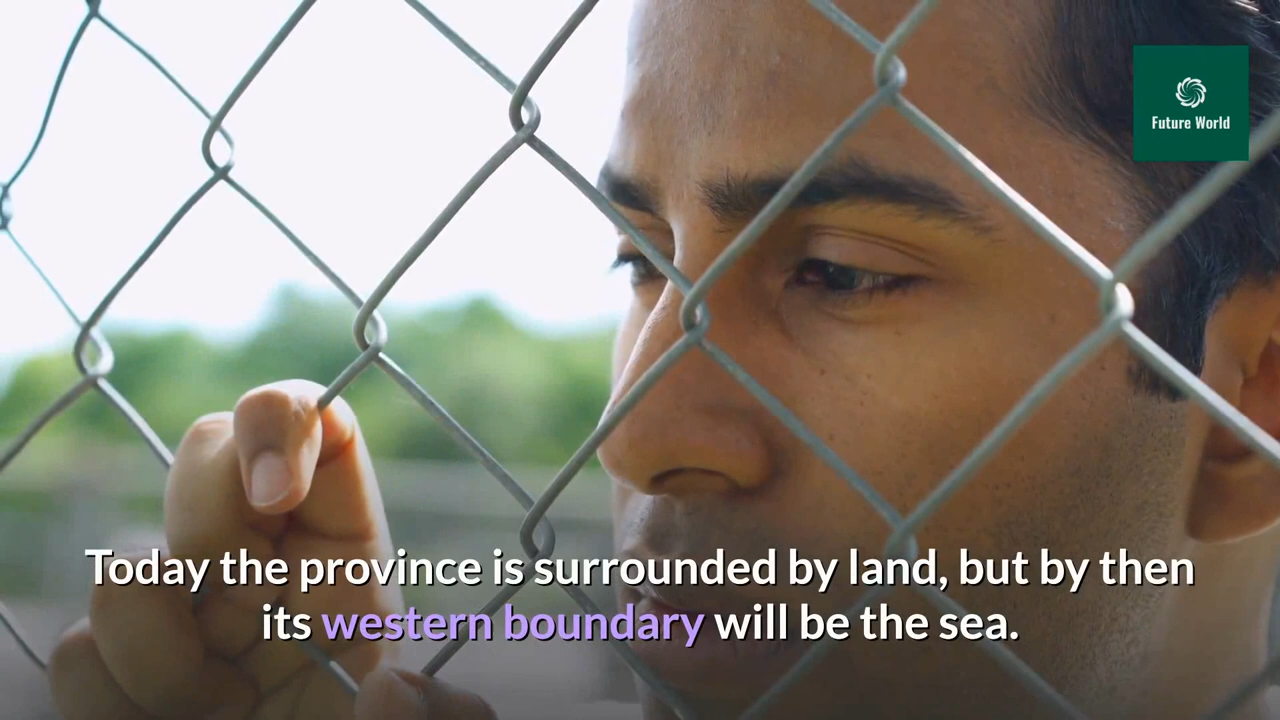 Future World
Today the province is surrounded by land, but by then
its western boundary will be the sea.